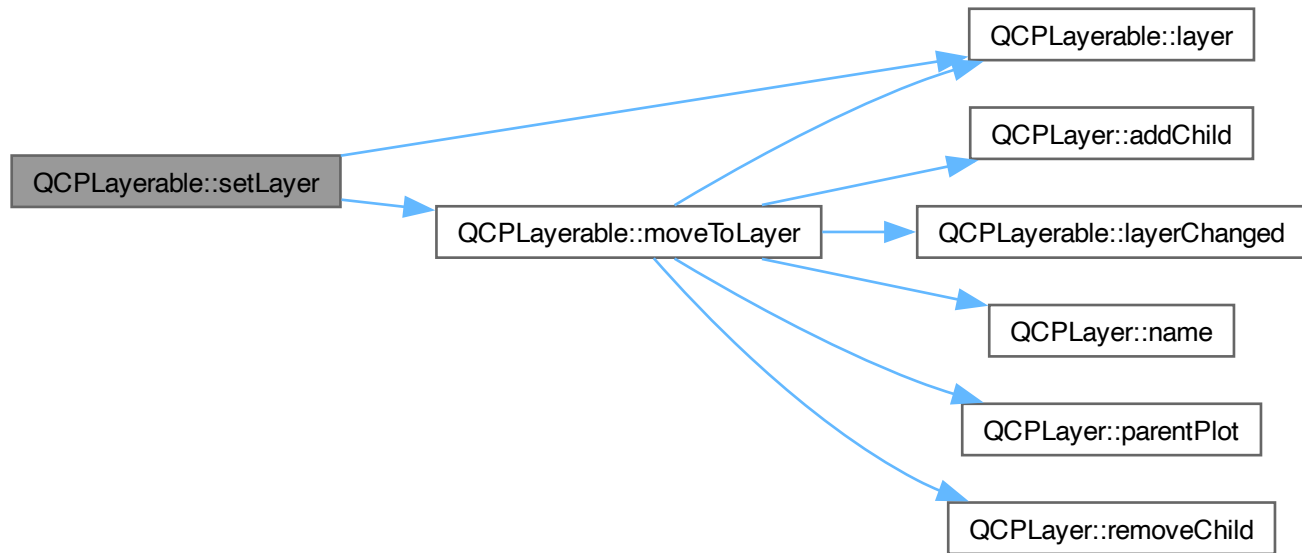 QCPLayerable::setLayer
QCPLayerable::moveToLayer
QCPLayerable::layer
QCPLayer::addChild
QCPLayerable::layerChanged
QCPLayer::name
QCPLayer::parentPlot
QCPLayer::removeChild